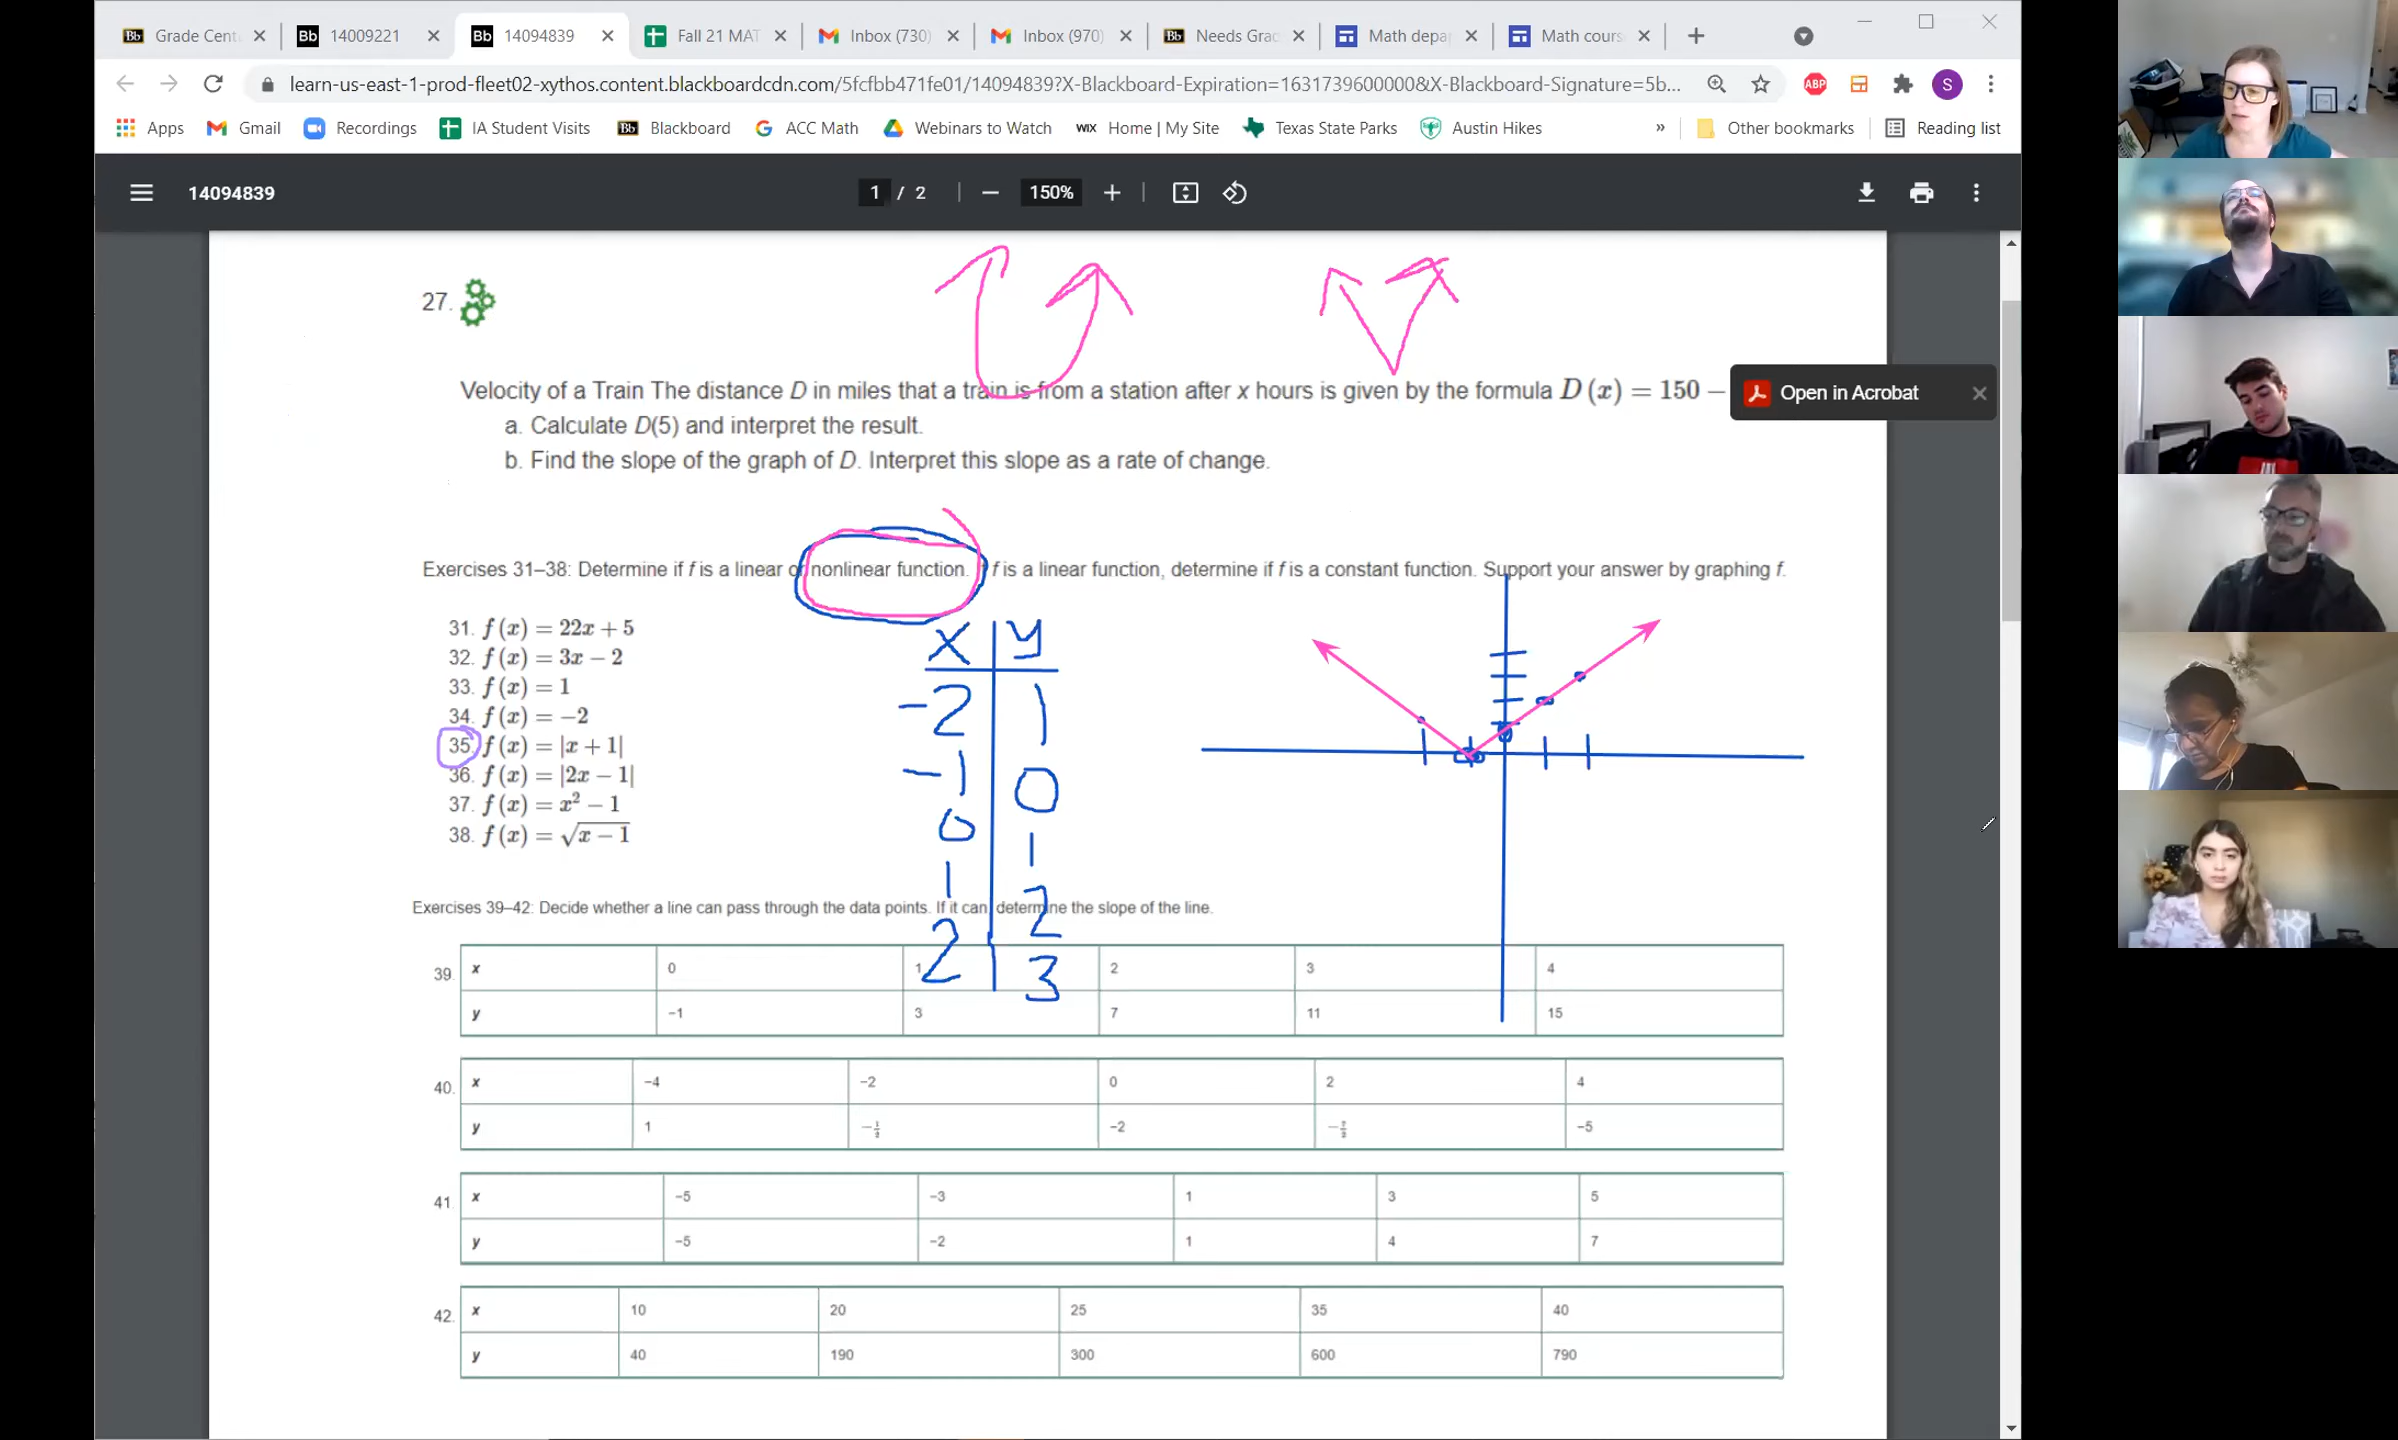 Grade Cent
14009221
14094839
Fall 21 MAT
Inbox (730)
Inbox (970)
Needs Grad
Math depa
Math cours
learn-us-east-1-prod-fleet02-xythos.content.blackboardcdn.com/5fcfbb471fe01/14094839?X-Blackboard-Expiration=1631739600000&X-Blackboard-Signature=5b...
ABP
S
Apps
Gmail
Recordings
IA Student Visits
Bb Blackboard
ACC Math
Webinars to Watch
WIX Home | My Site
Texas State Parks
Austin Hikes
»
Other bookmarks
Reading list
14094839
1 / 2
150%
27.
Velocity of a Train The distance D in miles that a train is from a station after x hours is given by the formula D (x) = 150 −
Open in Acrobat
a. Calculate D(5) and interpret the result.
b. Find the slope of the graph of D. Interpret this slope as a rate of change.
Exercises 31–38: Determine if f is a linear or nonlinear function. f is a linear function, determine if f is a constant function. Support your answer by graphing f.
31. f (x) = 22x + 5
32. f (x) = 3x − 2
33. f (x) = 1
34. f (x) = −2
35. f (x) = |x + 1|
36. f (x) = |2x − 1|
37. f (x) = x² − 1
38. f (x) = √x − 1
x y
-2 1
-1 0
0 1
1 2
2 3
Exercises 39–42: Decide whether a line can pass through the data points. If it can, determine the slope of the line.
39. x 0 1 2 3 4
y −1 3 7 11 15
40. x −4 −2 0 2 4
y 1 −1/2 −2 −7/2 −5
41. x −5 −3 1 3 5
y −5 −2 1 4 7
42. x 10 20 25 35 40
y 40 190 300 600 790